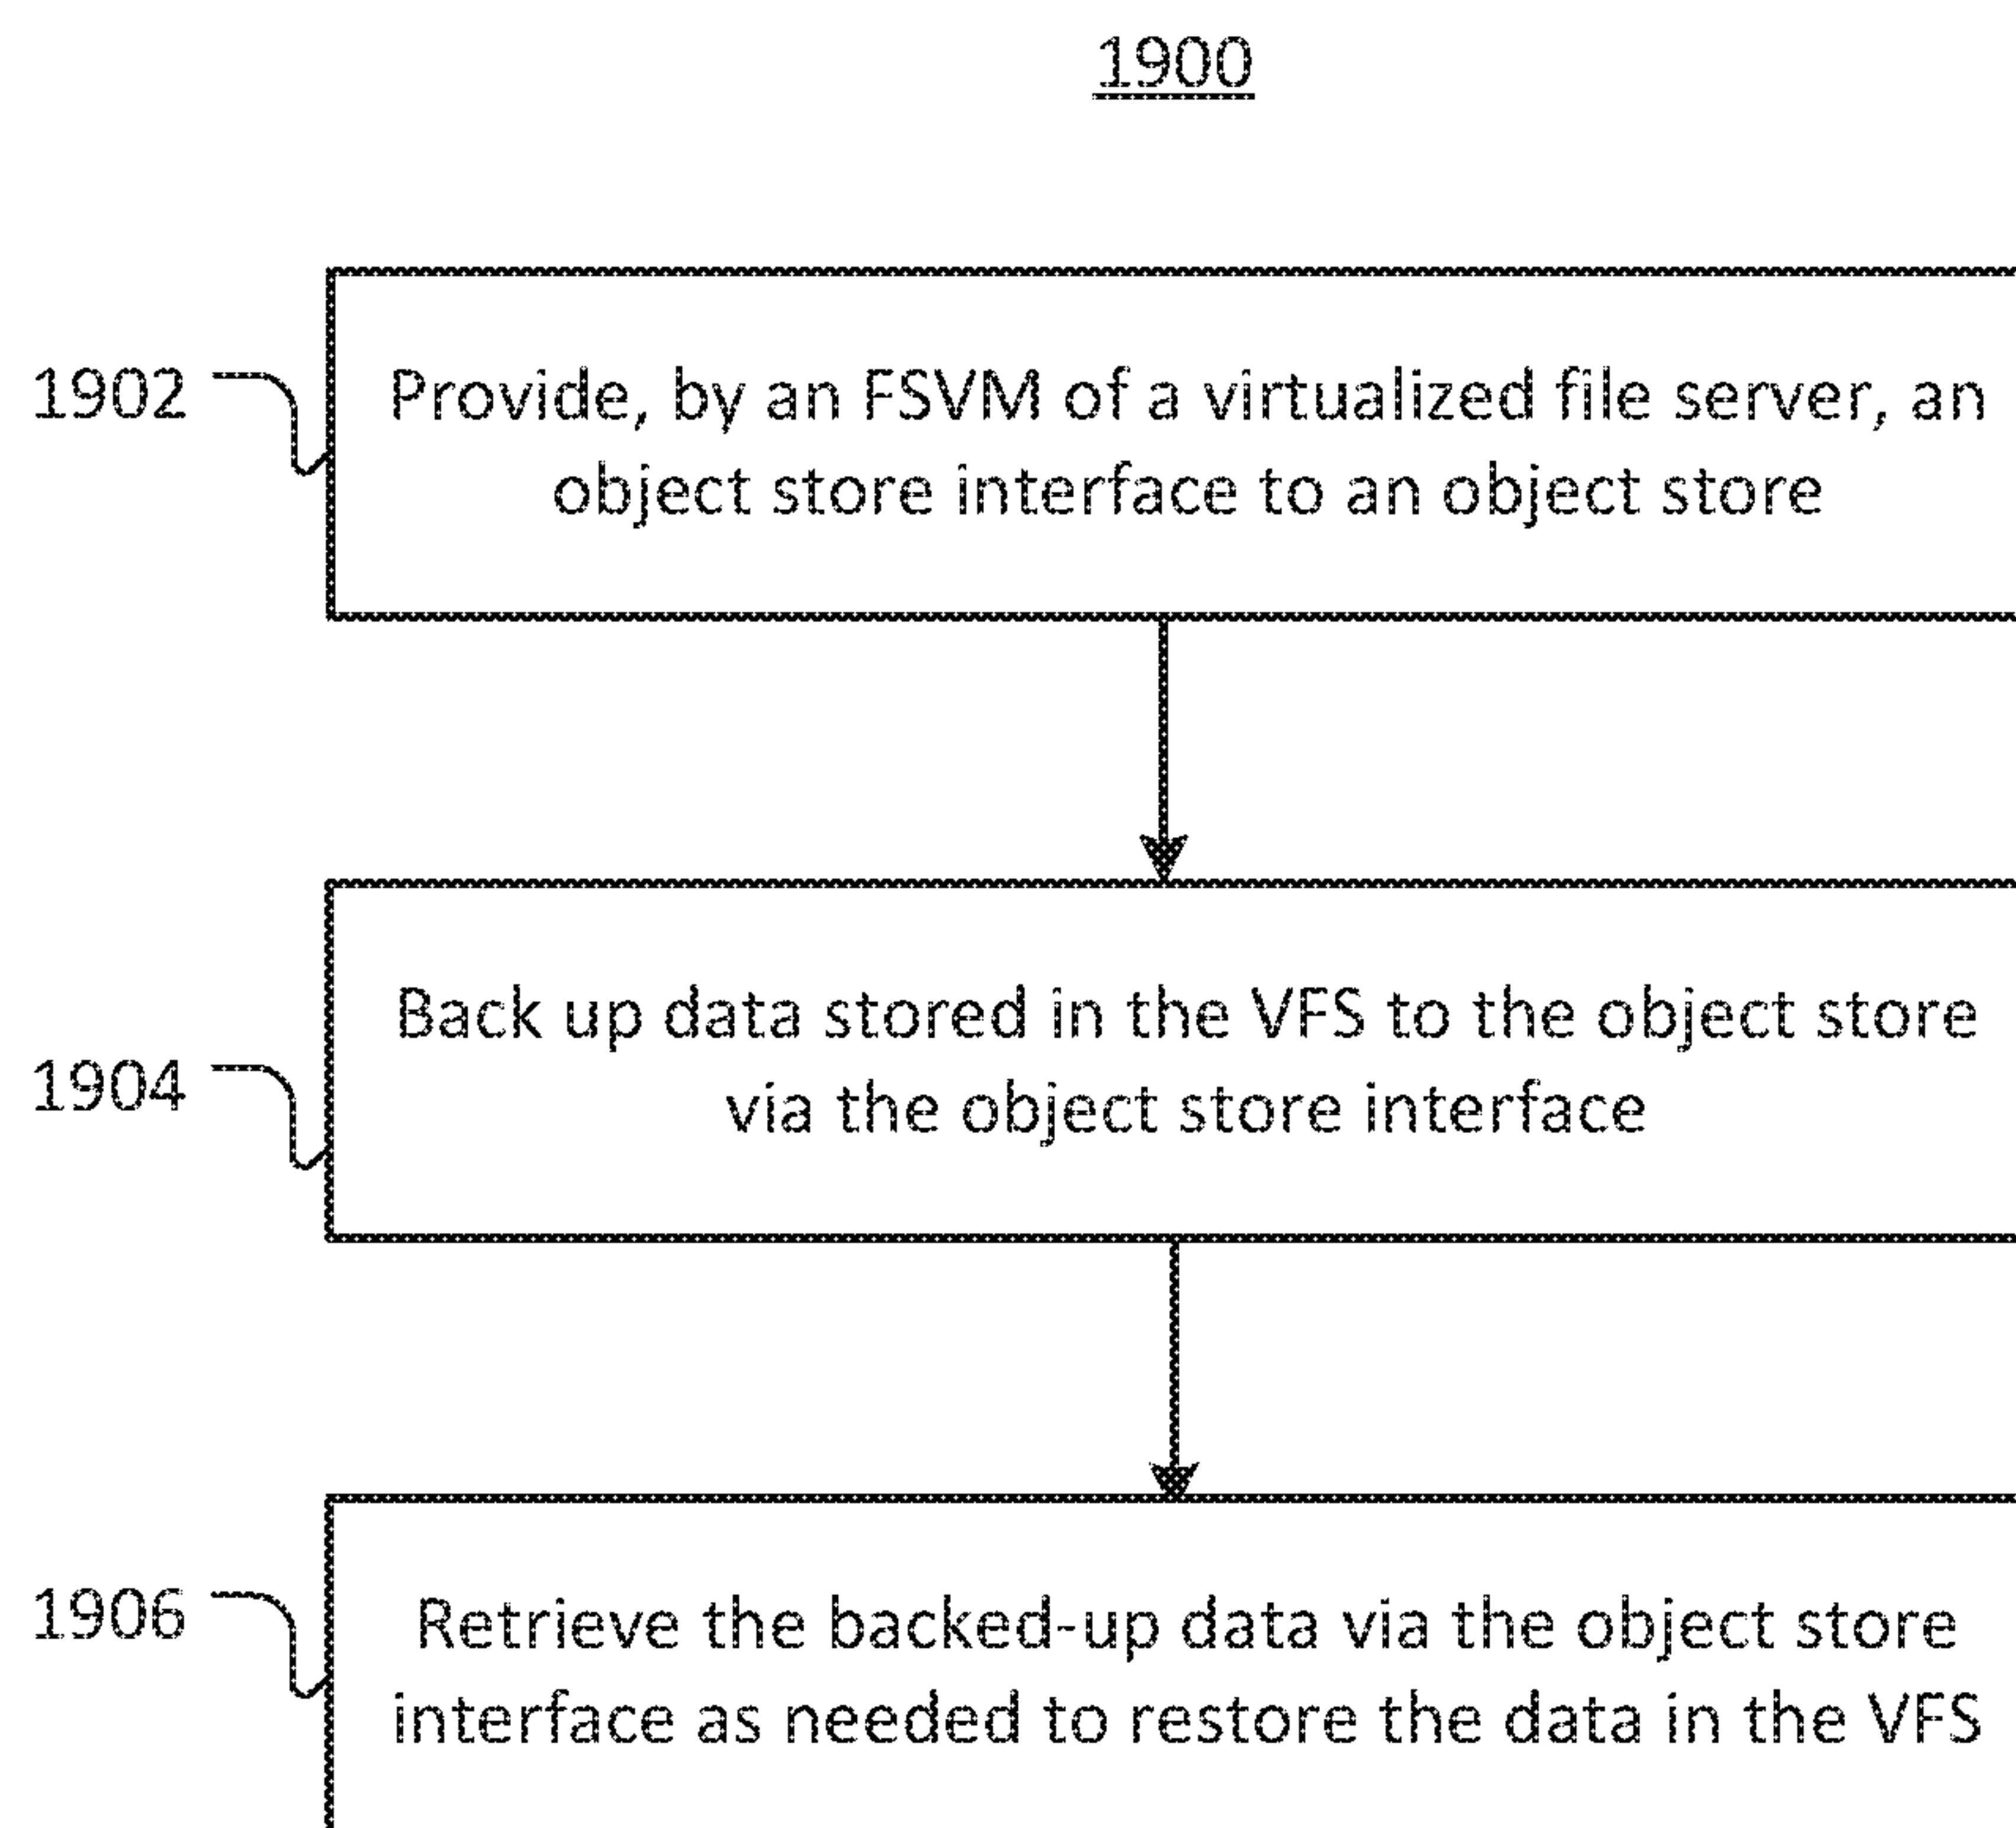 1900
1902
Provide, by an FSVM of a virtualized file server, an
object store interface to an object store
1904
Back up data stored in the VFS to the object store
via the object store interface
1906
Retrieve the backed-up data via the object store
interface as needed to restore the data in the VFS